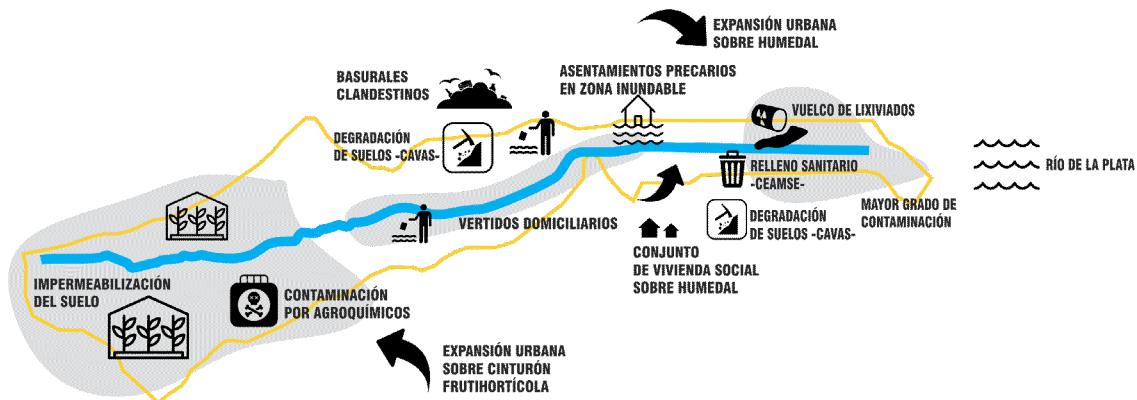 EXPANSIÓN URBANA
SOBRE HUMEDAL
BASURALES
CLANDESTINOS
ASENTAMIENTOS PRECARIOS
EN ZONA INUNDABLE
VUELCO DE LIXIVIADOS
DEGRADACIÓN
DE SUELOS -CAVAS-
RELLENO SANITARIO
-CEAMSE-
RÍO DE LA PLATA
MAYOR GRADO DE
CONTAMINACIÓN
VERTIDOS DOMICILIARIOS
DEGRADACIÓN
DE SUELOS -CAVAS-
CONJUNTO
DE VIVIENDA SOCIAL
SOBRE HUMEDAL
IMPERMEABILIZACIÓN
DEL SUELO
CONTAMINACIÓN
POR AGROQUÍMICOS
EXPANSIÓN URBANA
SOBRE CINTURÓN
FRUTIHORTÍCOLA